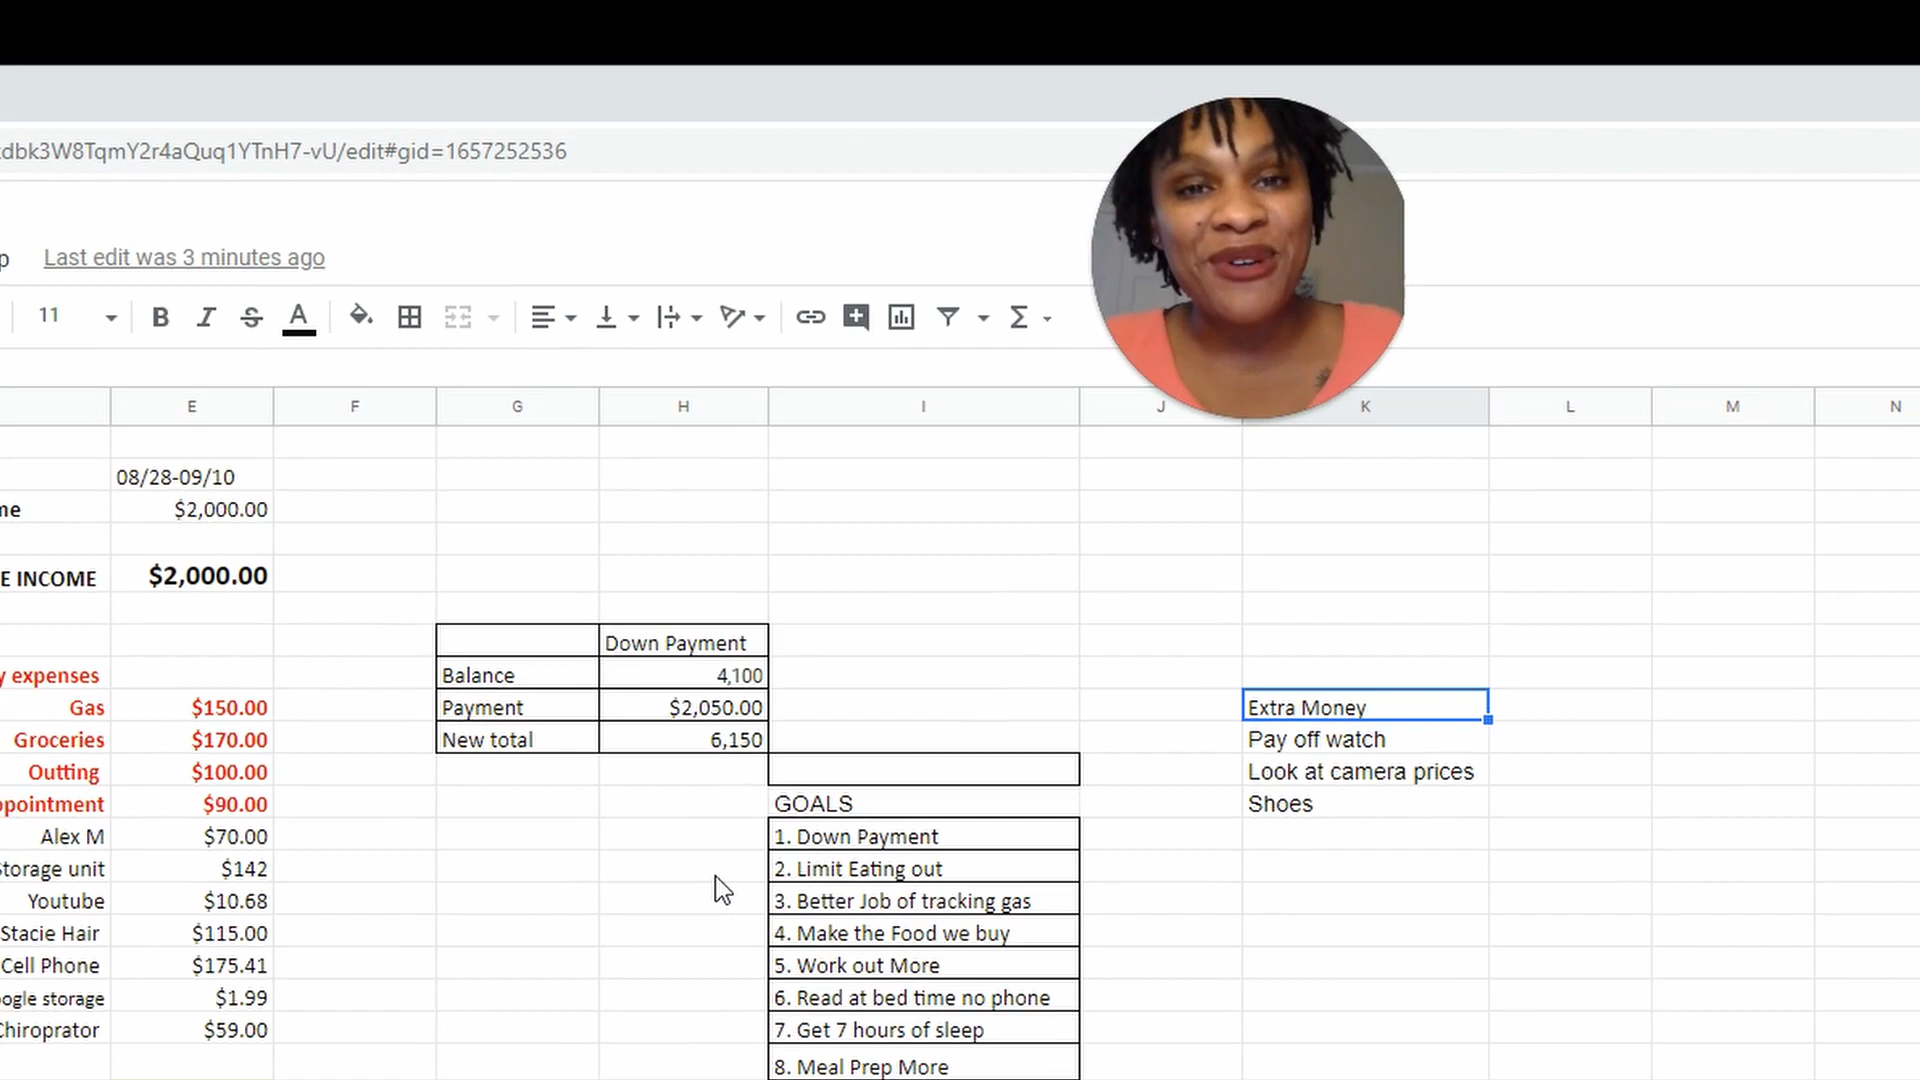 dbk3W8TqmY2r4aQuq1YTnH7-vU/edit#gid=1657252536
p Last edit was 3 minutes ago
11 B I S A
E F G H I J K L M N
08/28-09/10
me $2,000.00
E INCOME $2,000.00
Down Payment
y expenses Balance 4,100
Gas $150.00 Payment $2,050.00 Extra Money
Groceries $170.00 New total 6,150 Pay off watch
Outting $100.00 Look at camera prices
ppointment $90.00 GOALS Shoes
Alex M $70.00 1. Down Payment
Storage unit $142 2. Limit Eating out
Youtube $10.68 3. Better Job of tracking gas
Stacie Hair $115.00 4. Make the Food we buy
Cell Phone $175.41 5. Work out More
oogle storage $1.99 6. Read at bed time no phone
Chiroprator $59.00 7. Get 7 hours of sleep
8. Meal Prep More